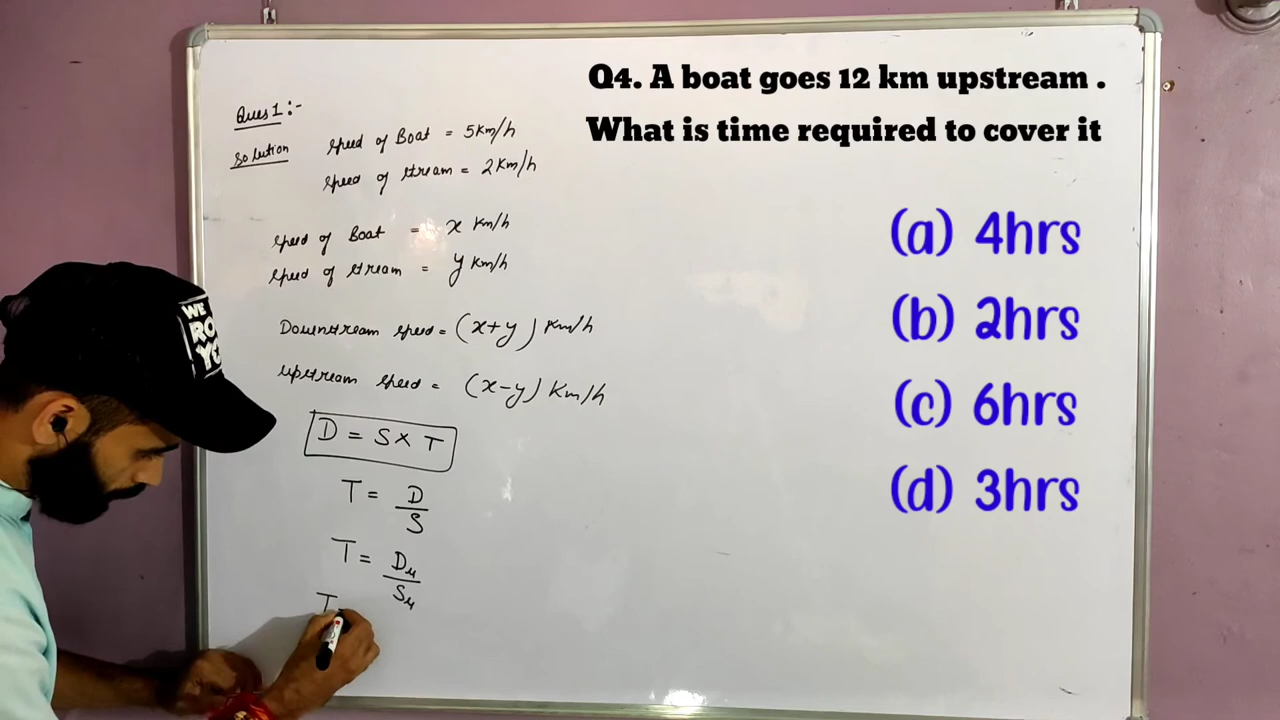 Q4. A boat goes 12 km upstream .
What is time required to cover it
(a) 4hrs
(b) 2hrs
(c) 6hrs
(d) 3hrs
Ques 1:-
Solution
Speed of Boat = 5Km/h
Speed of stream = 2Km/h
Speed of Boat = x Km/h
Speed of stream = y Km/h
Downstream speed = (x+y) Km/h
Upstream speed = (x-y) Km/h
D = S × T
T = D/S
T = Du/Su
T =
WE